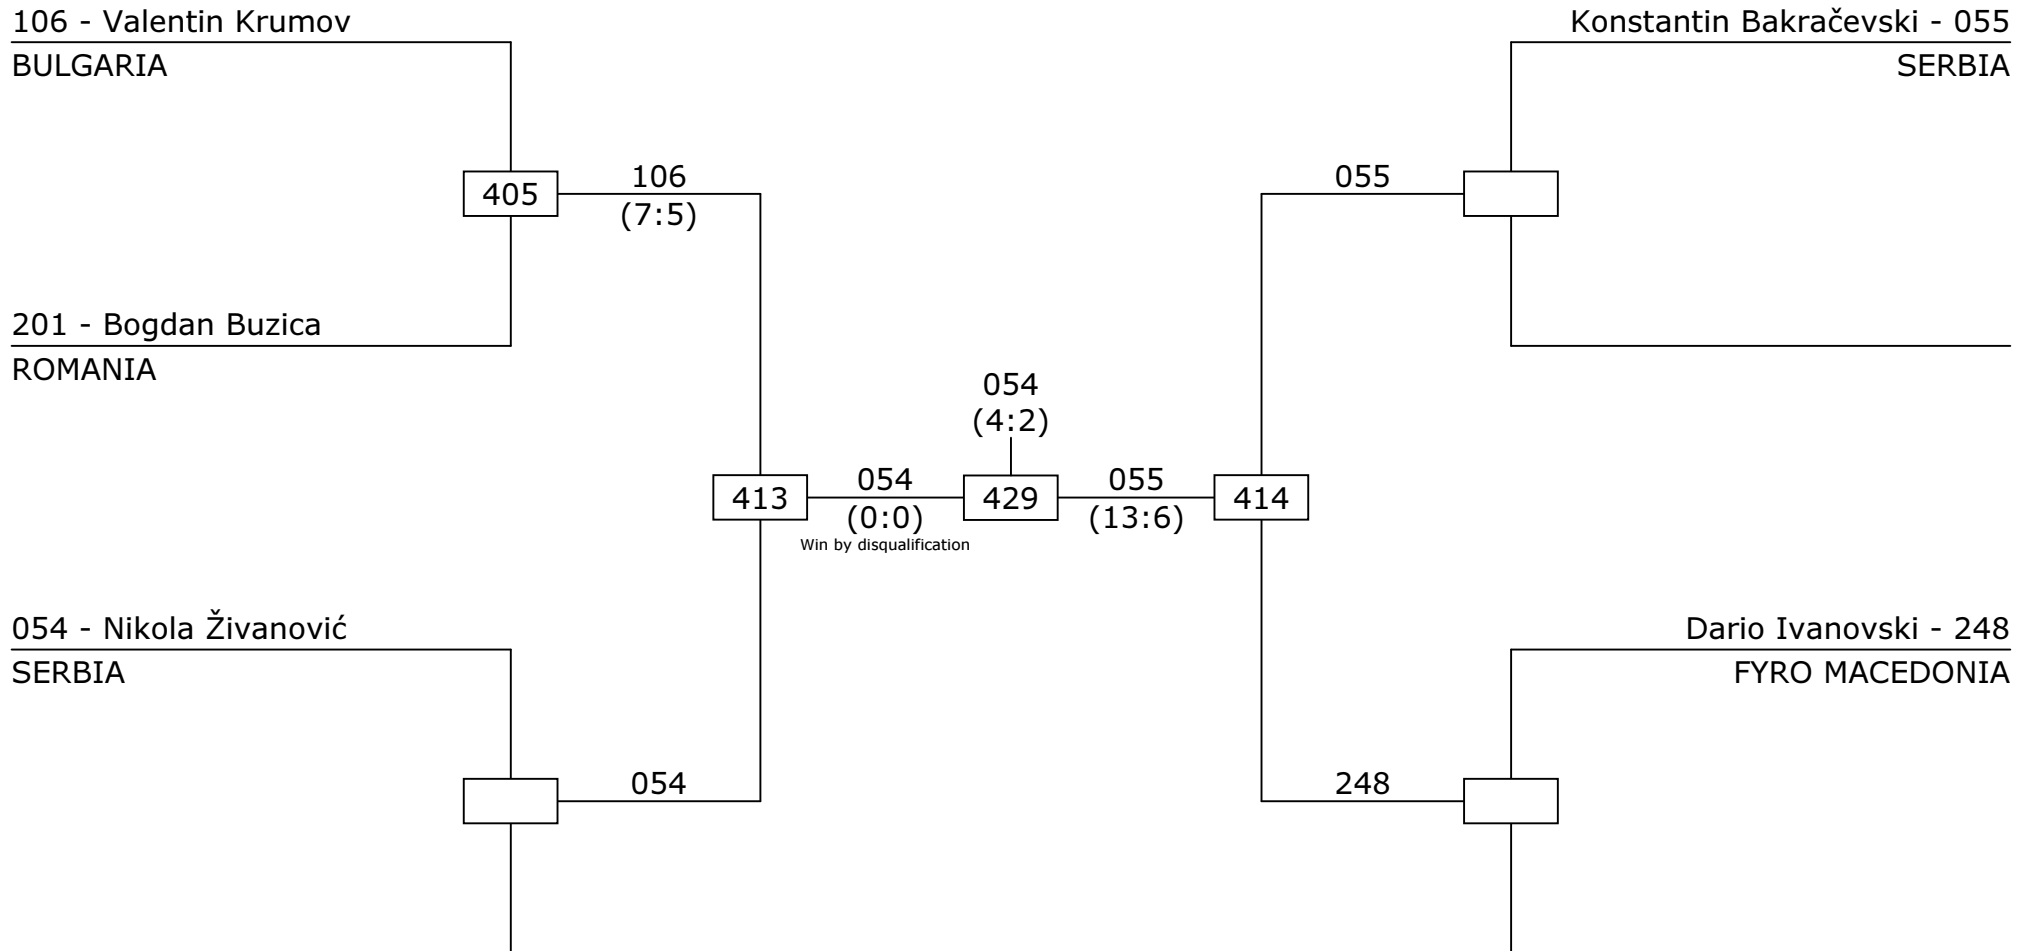 106 - Valentin Krumov
BULGARIA
Konstantin Bakračevski - 055
SERBIA
405
106
(7:5)
055
201 - Bogdan Buzica
ROMANIA
054
(4:2)
413
054
(0:0)
Win by disqualification
429
055
(13:6)
414
054 - Nikola Živanović
SERBIA
Dario Ivanovski - 248
FYRO MACEDONIA
054
248